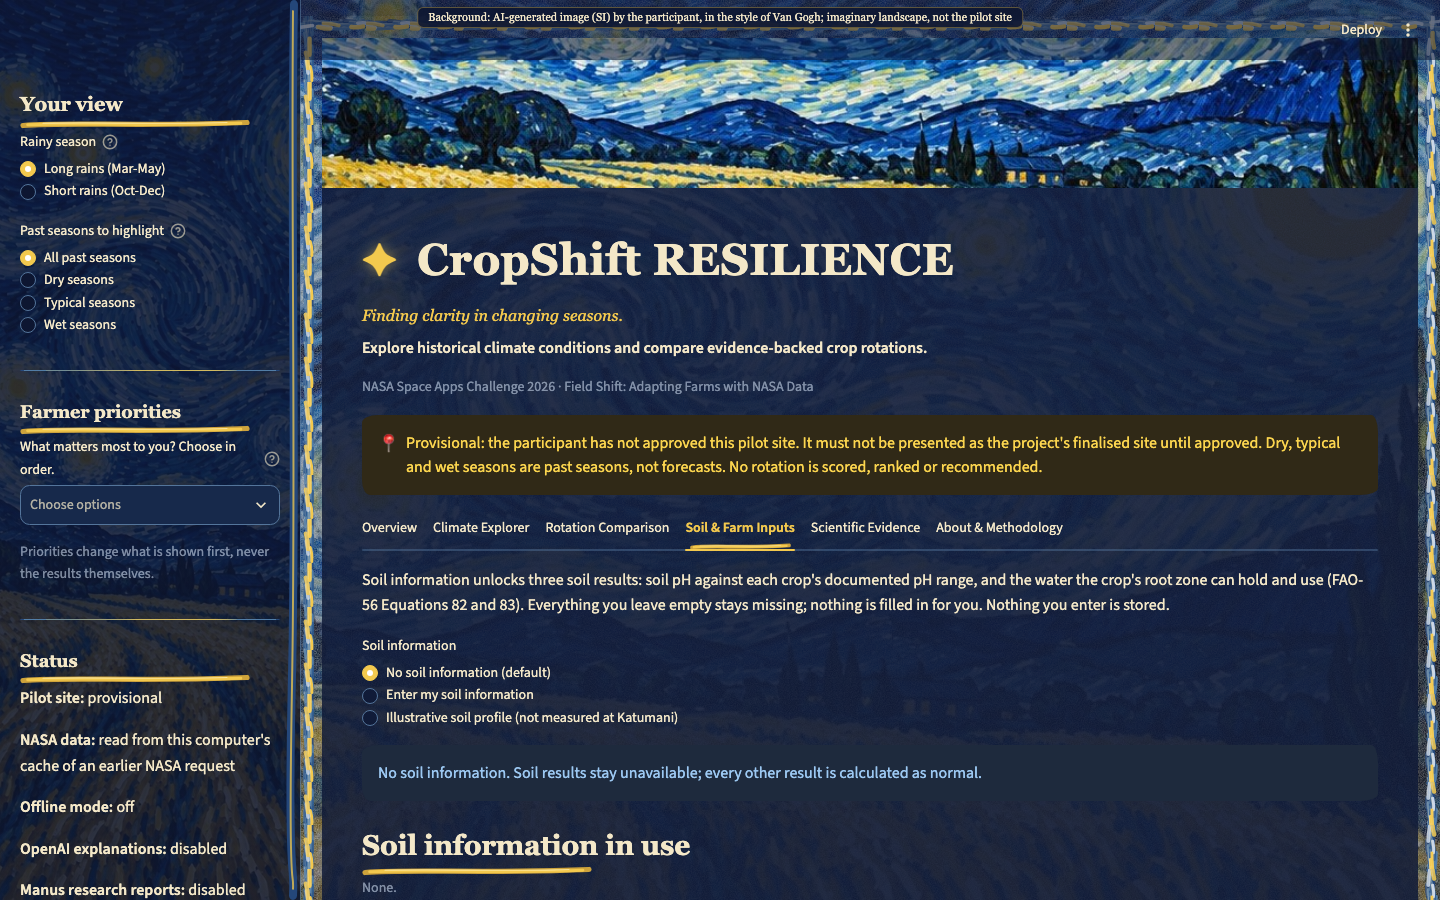 Background: AI-generated image (SI) by the participant, in the style of Van Gogh; imaginary landscape, not the pilot site
Deploy
Your view
Rainy season
Long rains (Mar-May)
Short rains (Oct-Dec)
Past seasons to highlight
All past seasons
Dry seasons
Typical seasons
Wet seasons
Farmer priorities
What matters most to you? Choose in
order.
Choose options
Priorities change what is shown first, never
the results themselves.
Status
Pilot site: provisional
NASA data: read from this computer's
cache of an earlier NASA request
Offline mode: off
OpenAI explanations: disabled
Manus research reports: disabled
CropShift RESILIENCE
Finding clarity in changing seasons.
Explore historical climate conditions and compare evidence-backed crop rotations.
NASA Space Apps Challenge 2026 · Field Shift: Adapting Farms with NASA Data
Provisional: the participant has not approved this pilot site. It must not be presented as the project's finalised site until approved. Dry, typical
and wet seasons are past seasons, not forecasts. No rotation is scored, ranked or recommended.
Overview Climate Explorer Rotation Comparison Soil & Farm Inputs Scientific Evidence About & Methodology
Soil information unlocks three soil results: soil pH against each crop's documented pH range, and the water the crop's root zone can hold and use (FAO-
56 Equations 82 and 83). Everything you leave empty stays missing; nothing is filled in for you. Nothing you enter is stored.
Soil information
No soil information (default)
Enter my soil information
Illustrative soil profile (not measured at Katumani)
No soil information. Soil results stay unavailable; every other result is calculated as normal.
Soil information in use
None.